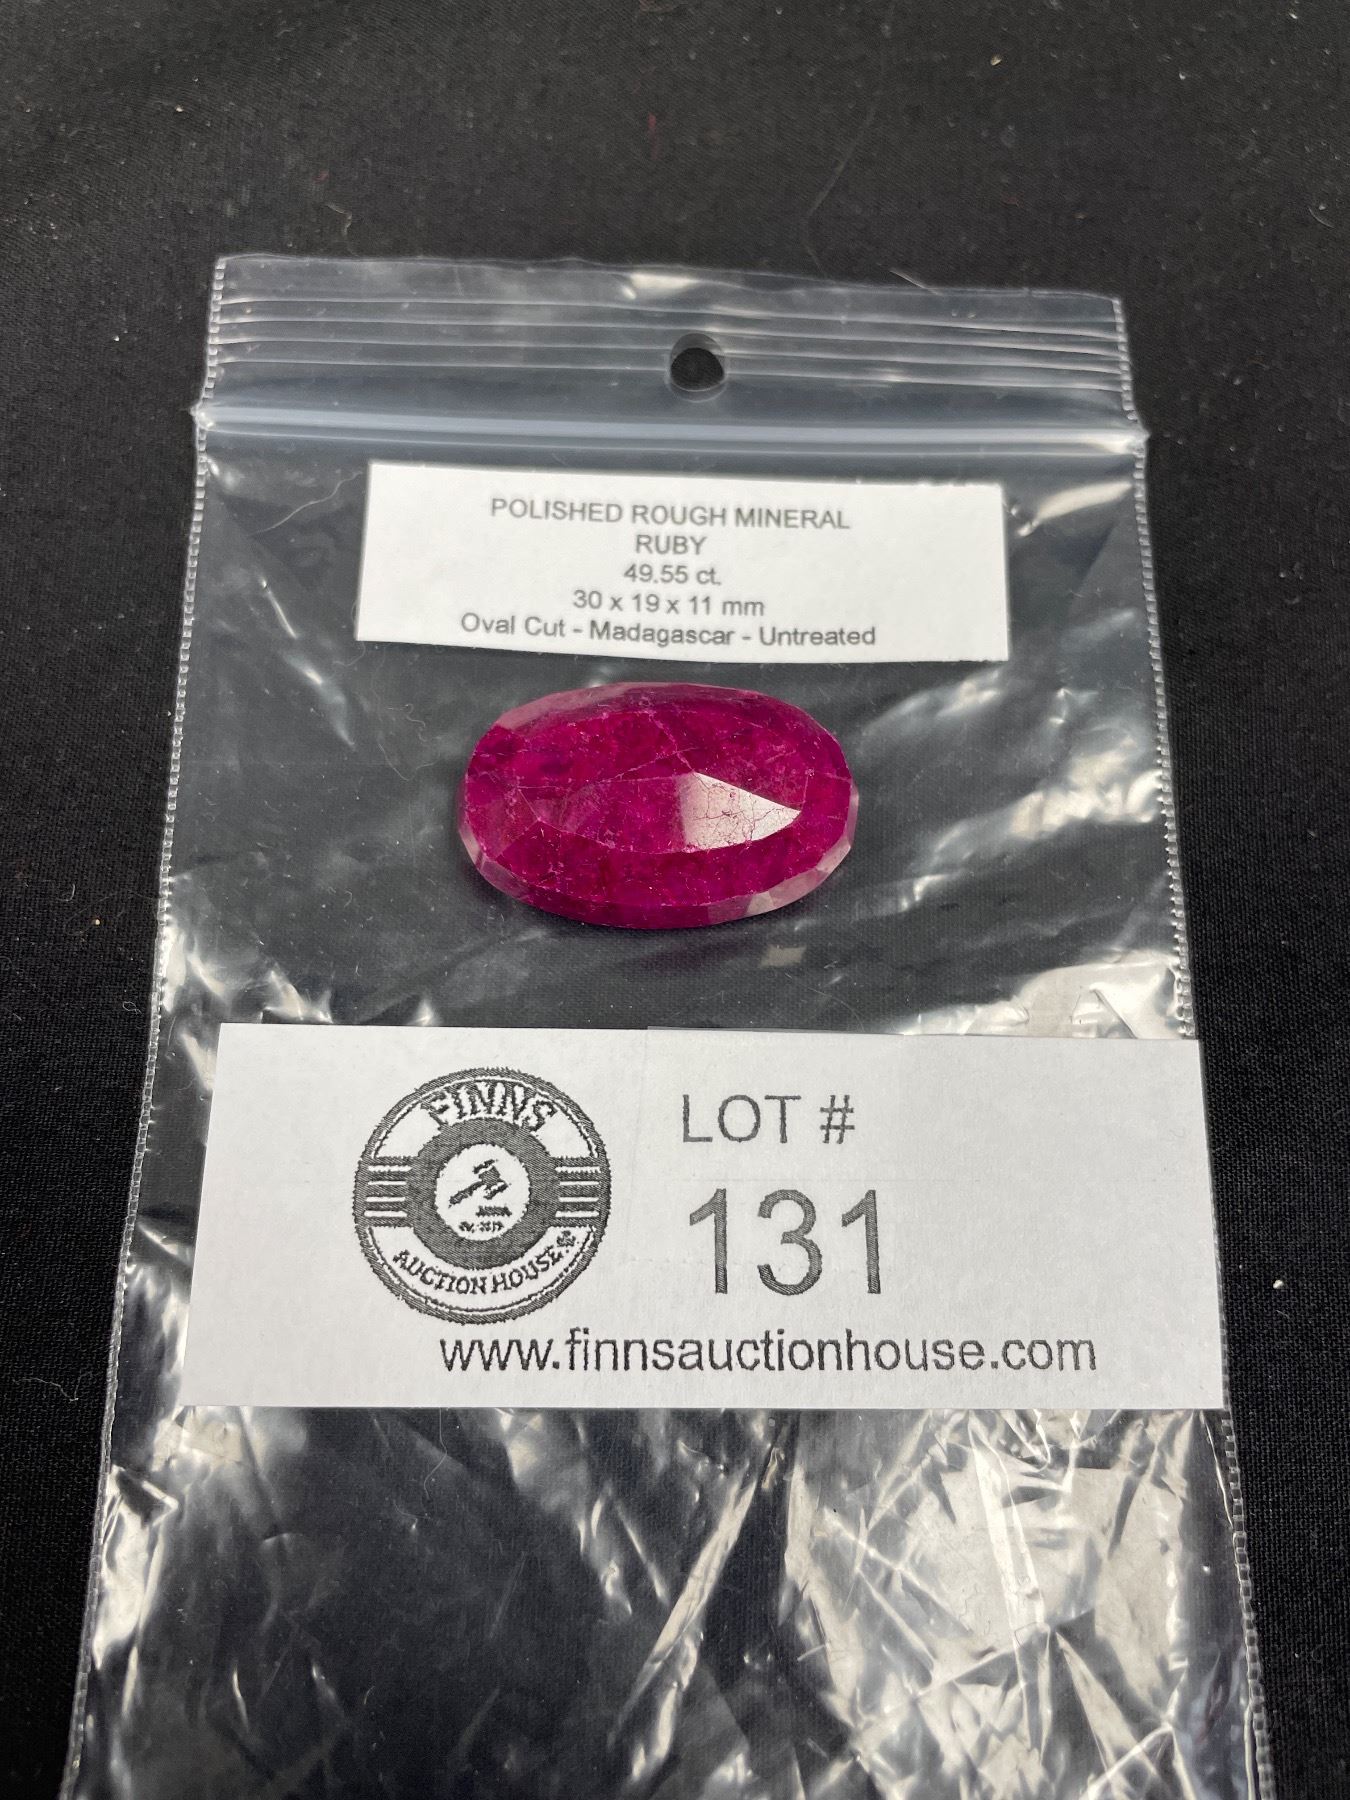 POLISHED ROUGH MINERAL
RUBY
49.55 ct.
30 x 19 x 11 mm
Oval Cut - Madagascar - Untreated
FINNS
AUCTION HOUSE
LOT #
131
www.finnsauctionhouse.com